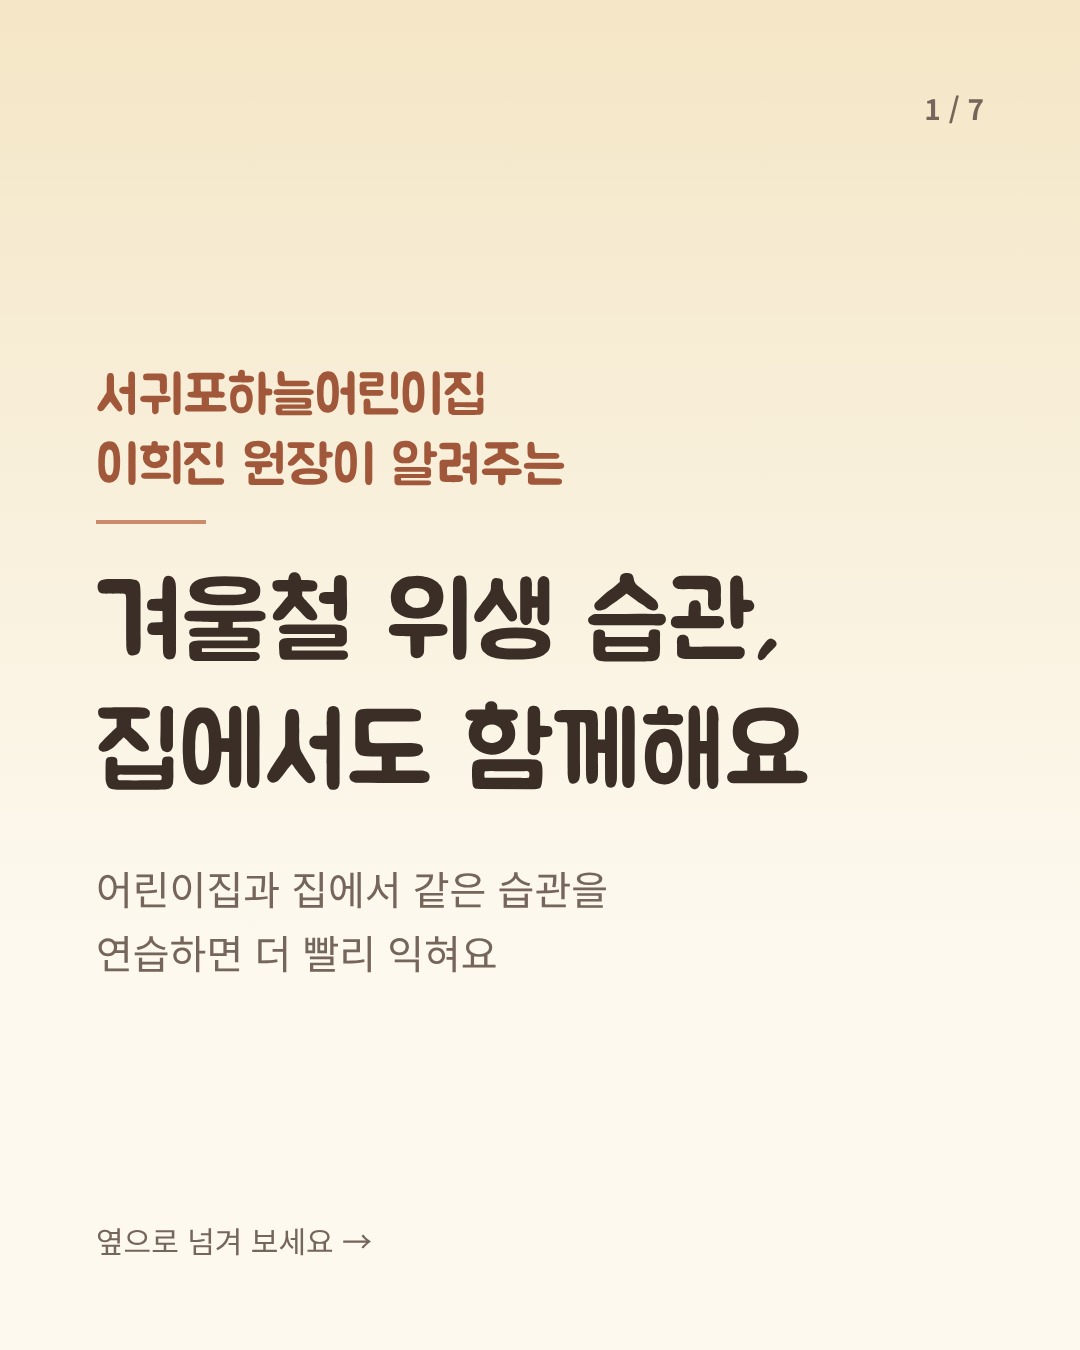 1 / 7
서귀포하늘어린이집
이희진 원장이 알려주는
겨울철 위생 습관,
집에서도 함께해요
어린이집과 집에서 같은 습관을
연습하면 더 빨리 익혀요
옆으로 넘겨 보세요 →